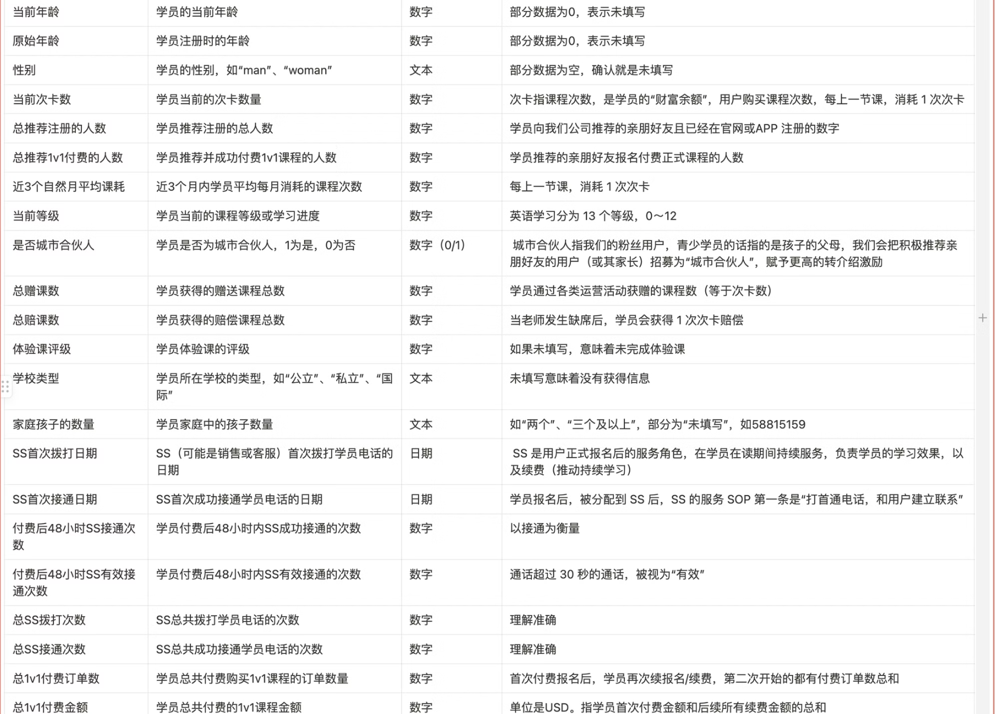 当前年龄 学员的当前年龄 数字 部分数据为0，表示未填写
原始年龄 学员注册时的年龄 数字 部分数据为0，表示未填写
性别 学员的性别，如“man”、“woman” 文本 部分数据为空，确认就是未填写
当前次卡数 学员当前的次卡数量 数字 次卡指课程次数，是学员的“财富余额”，用户购买课程次数，每上一节课，消耗 1 次次卡
总推荐注册的人数 学员推荐注册的总人数 数字 学员向我们公司推荐的亲朋好友且已经在官网或APP 注册的数字
总推荐1v1付费的人数 学员推荐并成功付费1v1课程的人数 数字 学员推荐的亲朋好友报名付费正式课程的人数
近3个自然月平均课耗 近3个月内学员平均每月消耗的课程次数 数字 每上一节课，消耗 1 次次卡
当前等级 学员当前的课程等级或学习进度 数字 英语学习分为 13 个等级，0～12
是否城市合伙人 学员是否为城市合伙人，1为是，0为否 数字（0/1） 城市合伙人指我们的粉丝用户，青少学员的话指的是孩子的父母，我们会把积极推荐亲
朋好友的用户（或其家长）招募为“城市合伙人”，赋予更高的转介绍激励
总赠课数 学员获得的赠送课程总数 数字 学员通过各类运营活动获赠的课程数（等于次卡数）
总赔课数 学员获得的赔偿课程总数 数字 当老师发生缺席后，学员会获得 1 次次卡赔偿
体验课评级 学员体验课的评级 数字 如果未填写，意味着未完成体验课
学校类型 学员所在学校的类型，如“公立”、“私立”、“国 文本 未填写意味着没有获得信息
际”
家庭孩子的数量 学员家庭中的孩子数量 文本 如“两个”、“三个及以上”，部分为“未填写”，如58815159
SS首次拨打日期 SS（可能是销售或客服）首次拨打学员电话的 日期 SS 是用户正式报名后的服务角色，在学员在读期间持续服务，负责学员的学习效果，以
日期 及续费（推动持续学习）
SS首次接通日期 SS首次成功接通学员电话的日期 日期 学员报名后，被分配到 SS 后，SS 的服务 SOP 第一条是“打首通电话，和用户建立联系”
付费后48小时SS接通次 学员付费后48小时内SS成功接通的次数 数字 以接通为衡量
数
付费后48小时SS有效接 学员付费后48小时内SS有效接通的次数 数字 通话超过 30 秒的通话，被视为“有效”
通次数
总SS拨打次数 SS总共拨打学员电话的次数 数字 理解准确
总SS接通次数 SS总共成功接通学员电话的次数 数字 理解准确
总1v1付费订单数 学员总共付费购买1v1课程的订单数量 数字 首次付费报名后，学员再次续报名/续费，第二次开始的都有付费订单数总和
总1v1付费金额 学员总共付费的1v1课程金额 数字 单位是USD。指学员首次付费金额和后续所有续费金额的总和